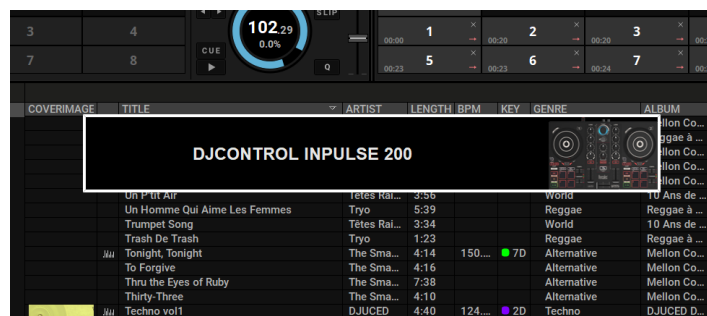 SLIP
3 4 102.29 1 × 2 × 3 ×
0.0% 00:00 → 00:20 → 00:20 →
CUE
7 8 Q 5 × 6 × 7 ×
00:23 → 00:23 → 00:24 →
COVERIMAGE TITLE ARTIST LENGTH BPM KEY GENRE ALBUM
DJCONTROL INPULSE 200
Un P'tit Air Têtes Rai... 3:56 World 10 Ans de ...
Un Homme Qui Aime Les Femmes Tryo 5:39 Reggae Reggae à ...
Trumpet Song Têtes Rai... 3:34 World 10 Ans de ...
Trash De Trash Tryo 1:23 Reggae Reggae à ...
Tonight, Tonight The Sma... 4:14 150.... 7D Alternative Mellon Co...
To Forgive The Sma... 4:16 Alternative Mellon Co...
Thru the Eyes of Ruby The Sma... 7:38 Alternative Mellon Co...
Thirty-Three The Sma... 4:10 Alternative Mellon Co...
Techno vol1 DJUCED 4:40 124.... 2D Techno DJUCED D...